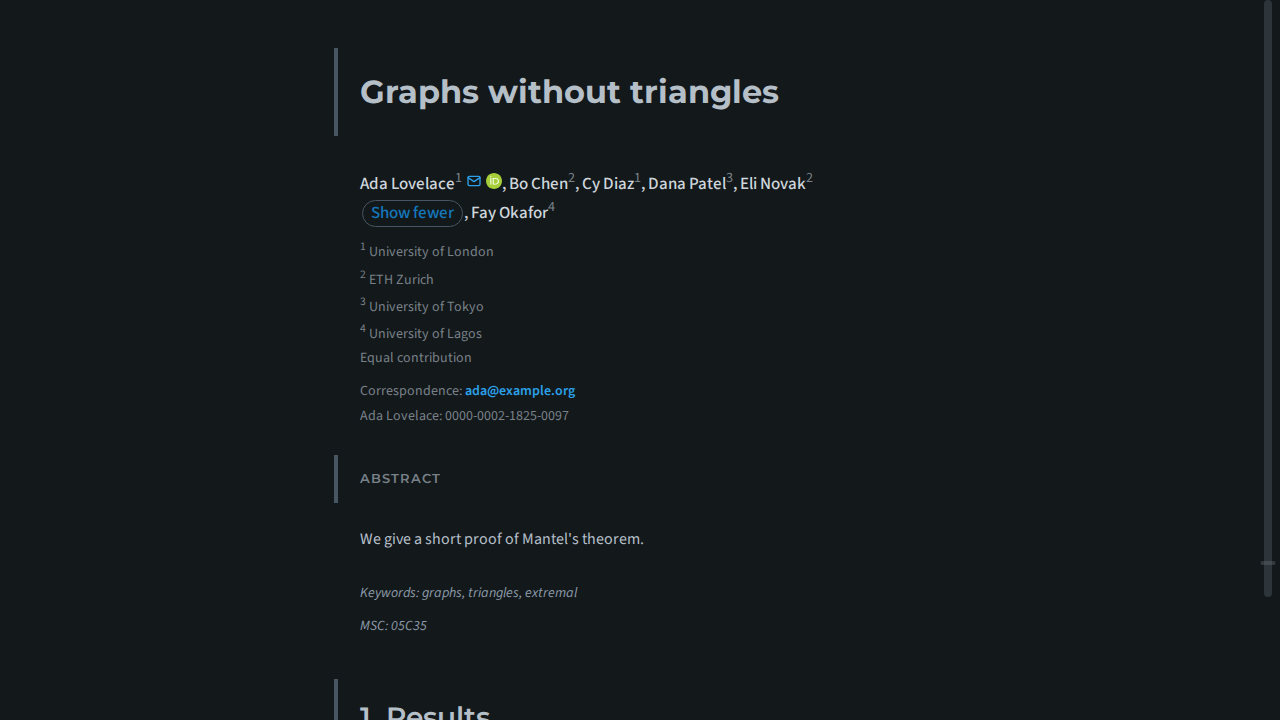 Graphs without triangles
Ada Lovelace1 iD, Bo Chen2, Cy Diaz1, Dana Patel3, Eli Novak2
Show fewer, Fay Okafor4
1 University of London
2 ETH Zurich
3 University of Tokyo
4 University of Lagos
Equal contribution
Correspondence: ada@example.org
Ada Lovelace: 0000-0002-1825-0097
ABSTRACT
We give a short proof of Mantel's theorem.
Keywords: graphs, triangles, extremal
MSC: 05C35
1. Results